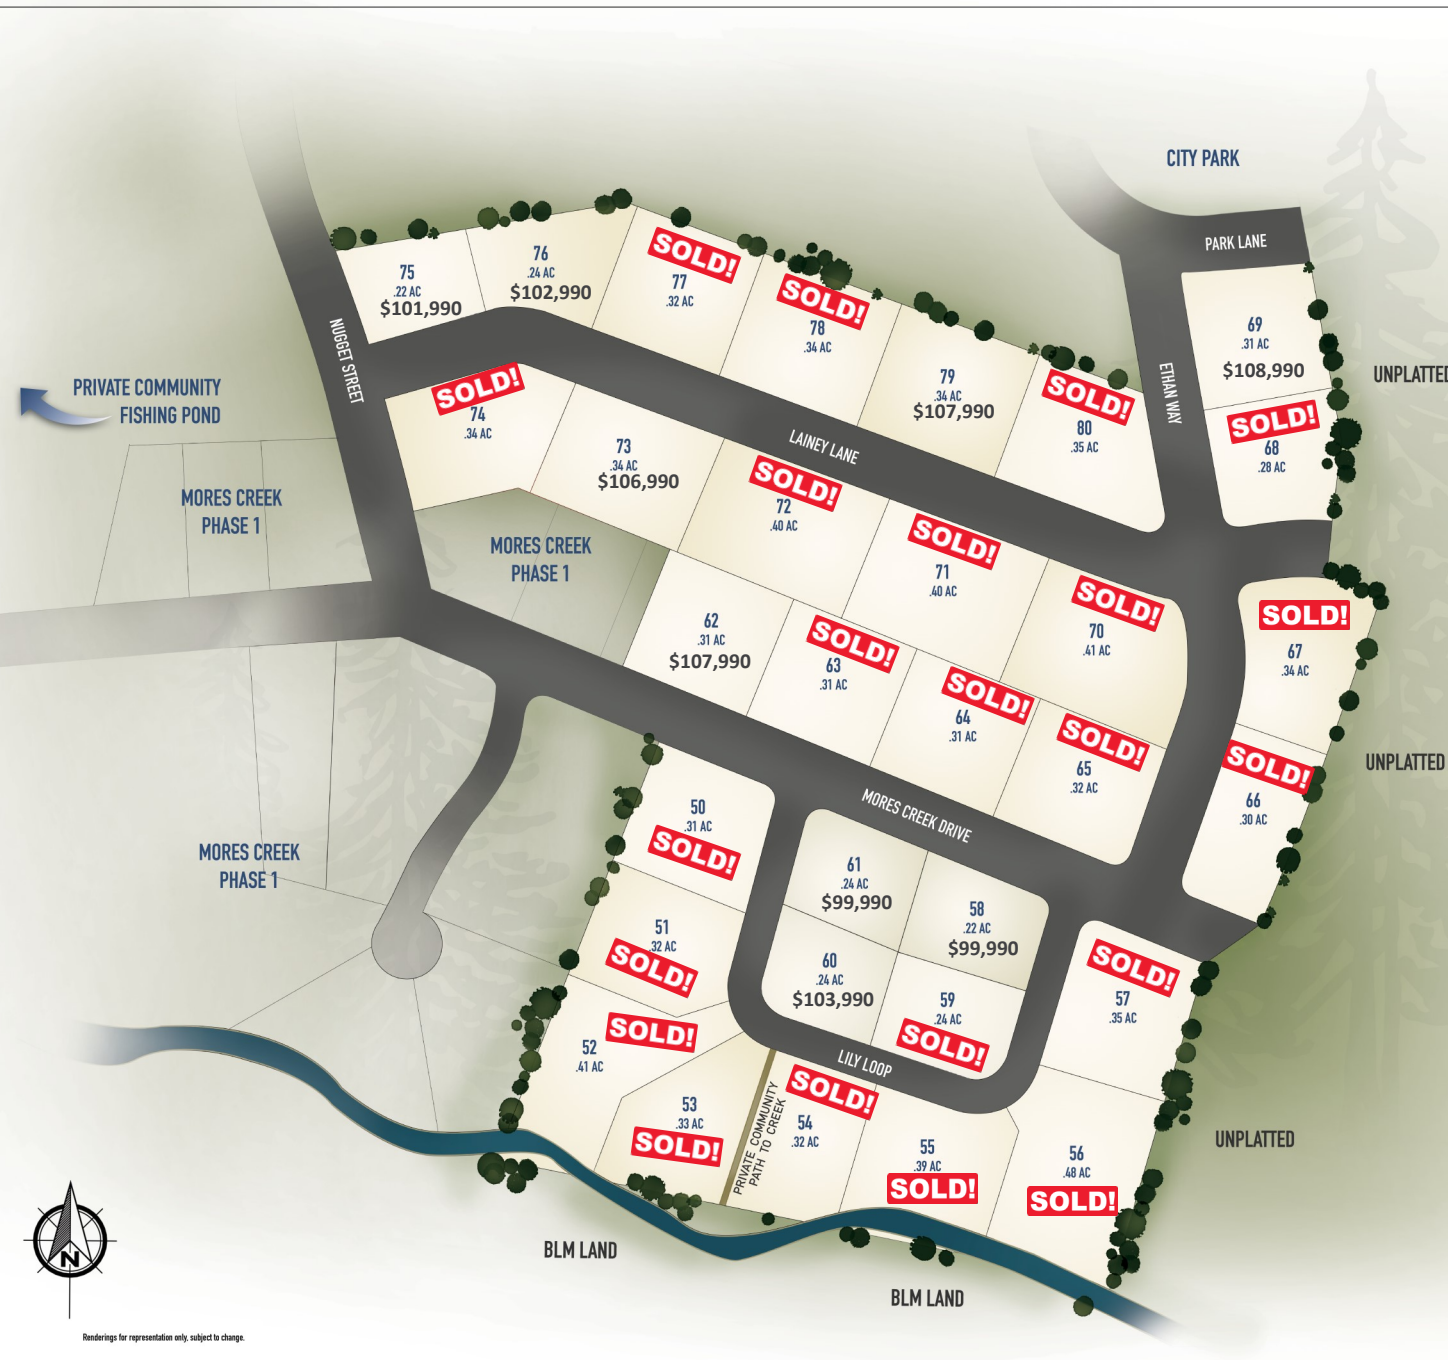 CITY PARK
PARK LANE
75
.22 AC
$101,990
76
.24 AC
$102,990
SOLD!
77
.32 AC
SOLD!
78
.34 AC
79
.34 AC
$107,990
SOLD!
80
.35 AC
69
.31 AC
$108,990
SOLD!
68
.28 AC
UNPLATTED
NUGGET STREET
ETHAN WAY
LAINEY LANE
PRIVATE COMMUNITY
FISHING POND
SOLD!
74
.34 AC
73
.34 AC
$106,990
SOLD!
72
.40 AC
SOLD!
71
.40 AC
SOLD!
70
.41 AC
SOLD!
67
.34 AC
MORES CREEK
PHASE 1
MORES CREEK
PHASE 1
62
.31 AC
$107,990
SOLD!
63
.31 AC
SOLD!
64
.31 AC
SOLD!
65
.32 AC
SOLD!
66
.30 AC
UNPLATTED
MORES CREEK DRIVE
MORES CREEK
PHASE 1
50
.31 AC
SOLD!
61
.24 AC
$99,990
58
.22 AC
$99,990
51
.32 AC
SOLD!
60
.24 AC
$103,990
59
.24 AC
SOLD!
SOLD!
57
.35 AC
SOLD!
52
.41 AC
LILY LOOP
53
.33 AC
SOLD!
PRIVATE COMMUNITY
PATH TO CREEK
SOLD!
54
.32 AC
55
.39 AC
SOLD!
56
.48 AC
SOLD!
UNPLATTED
N
BLM LAND
BLM LAND
Renderings for representation only, subject to change.